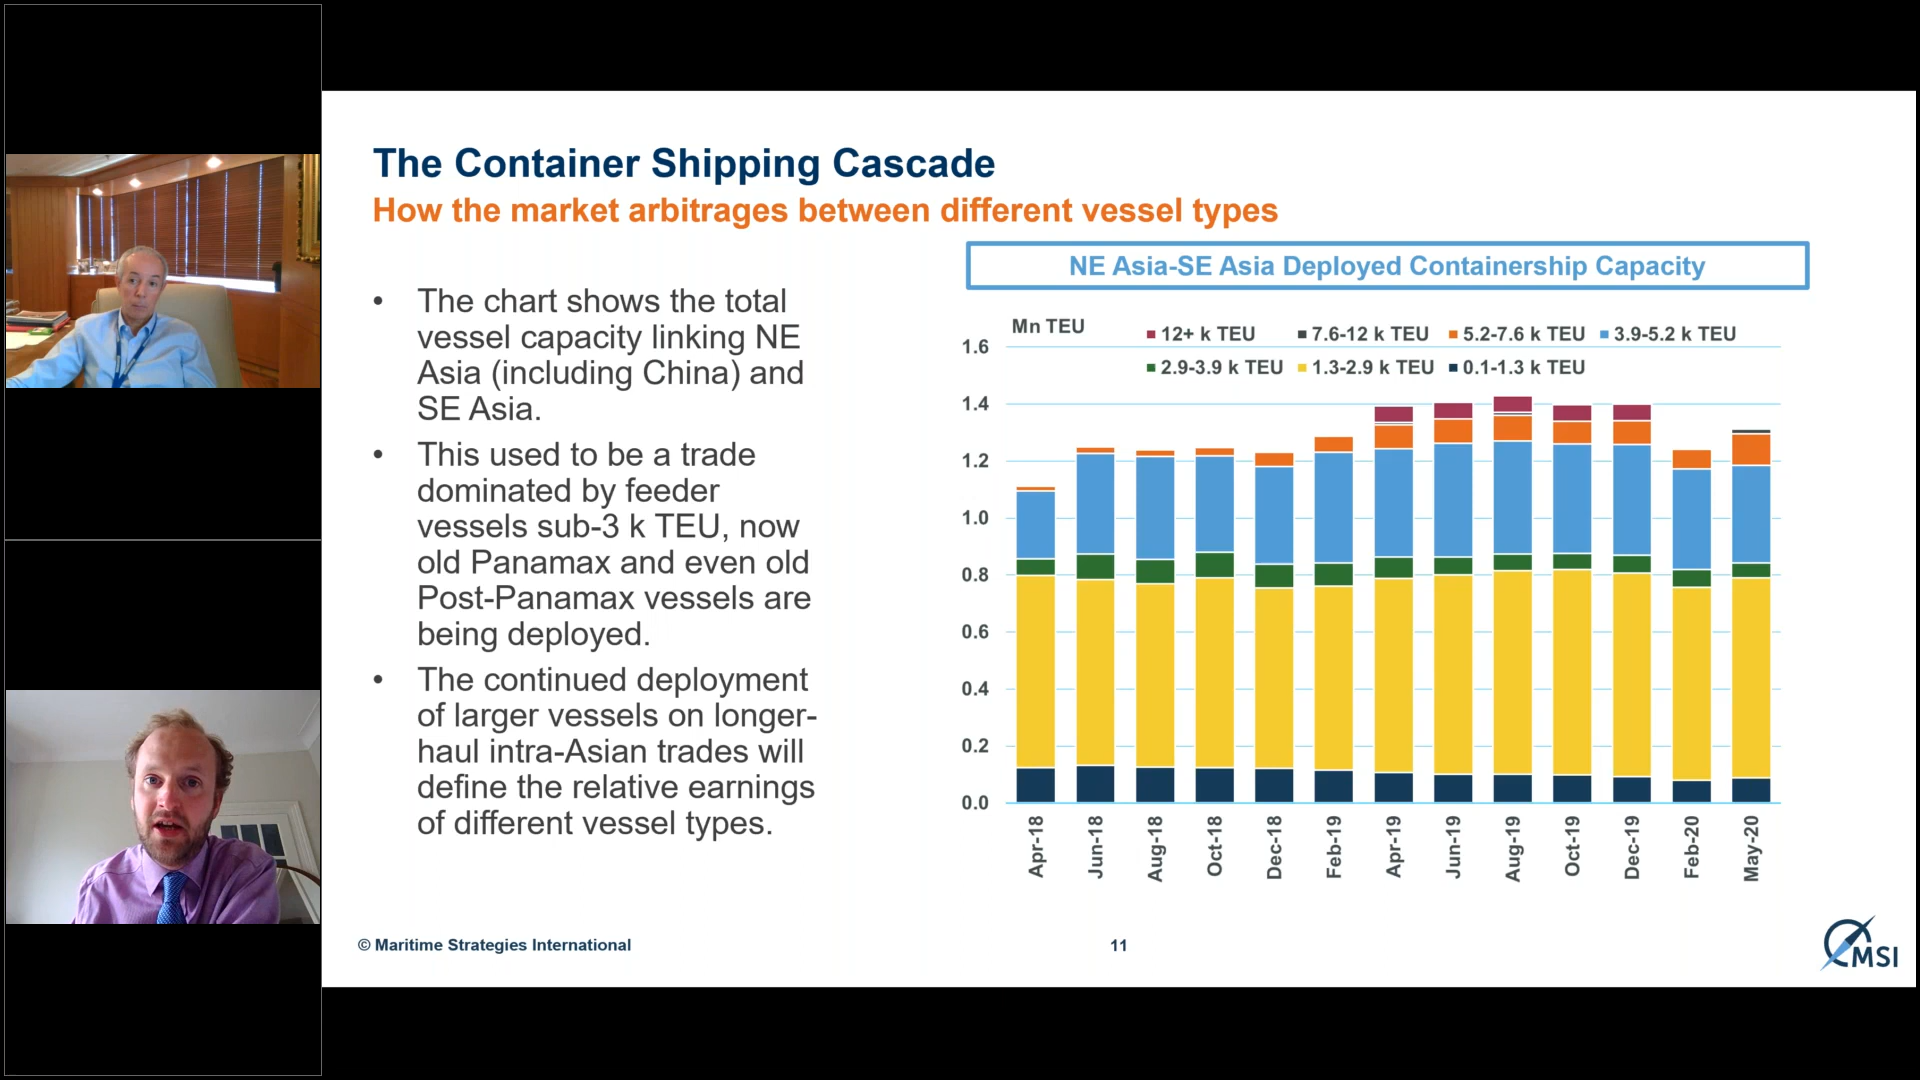 The Container Shipping Cascade
How the market arbitrages between different vessel types
• The chart shows the total
vessel capacity linking NE
Asia (including China) and
SE Asia.
• This used to be a trade
dominated by feeder
vessels sub-3 k TEU, now
old Panamax and even old
Post-Panamax vessels are
being deployed.
• The continued deployment
of larger vessels on longer-
haul intra-Asian trades will
define the relative earnings
of different vessel types.
NE Asia-SE Asia Deployed Containership Capacity
Mn TEU
12+ k TEU 7.6-12 k TEU 5.2-7.6 k TEU 3.9-5.2 k TEU
2.9-3.9 k TEU 1.3-2.9 k TEU 0.1-1.3 k TEU
1.6
1.4
1.2
1.0
0.8
0.6
0.4
0.2
0.0
Apr-18
Jun-18
Aug-18
Oct-18
Dec-18
Feb-19
Apr-19
Jun-19
Aug-19
Oct-19
Dec-19
Feb-20
May-20
© Maritime Strategies International
11
MSI